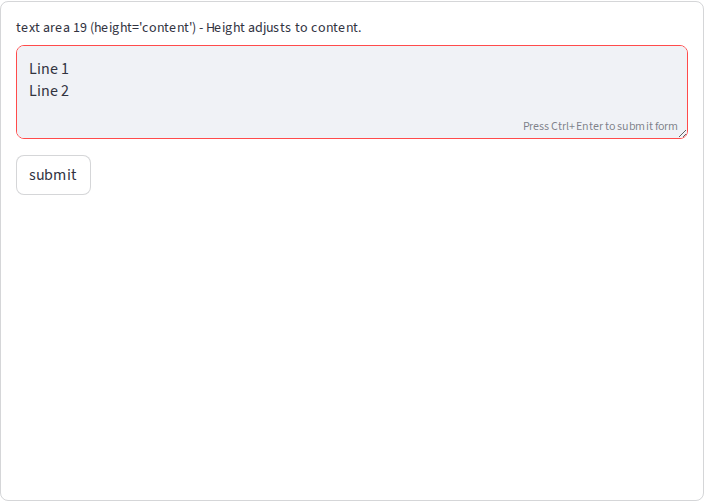 text area 19 (height='content') - Height adjusts to content.
Line 1
Line 2
Press Ctrl+Enter to submit form
submit